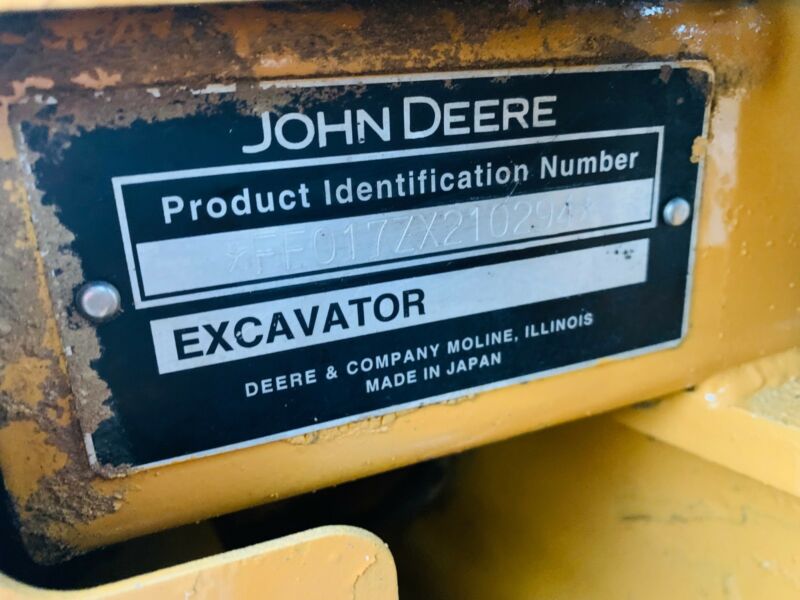 JOHN DEERE
Product Identification Number
*FF017ZX210294*
EXCAVATOR
DEERE & COMPANY MOLINE, ILLINOIS
MADE IN JAPAN